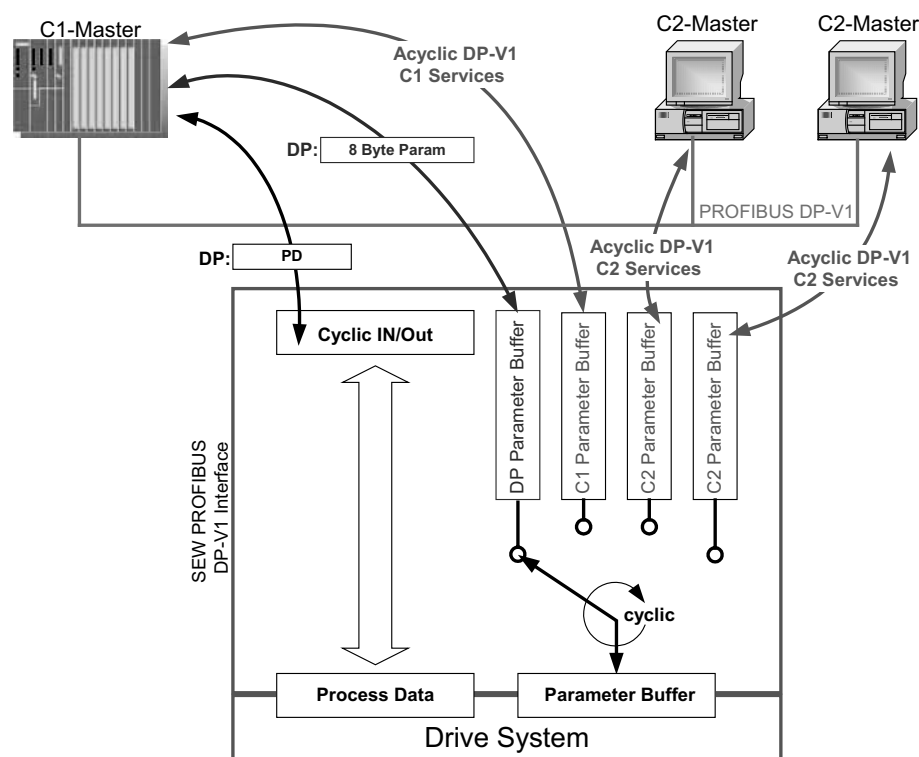 C1-Master
C2-Master
C2-Master
Acyclic DP-V1
C1 Services
DP:
8 Byte Param
PROFIBUS DP-V1
DP:
PD
Acyclic DP-V1
C2 Services
Acyclic DP-V1
C2 Services
Cyclic IN/Out
DP Parameter Buffer
C1 Parameter Buffer
C2 Parameter Buffer
C2 Parameter Buffer
SEW PROFIBUS
DP-V1 Interface
cyclic
Process Data
Parameter Buffer
Drive System